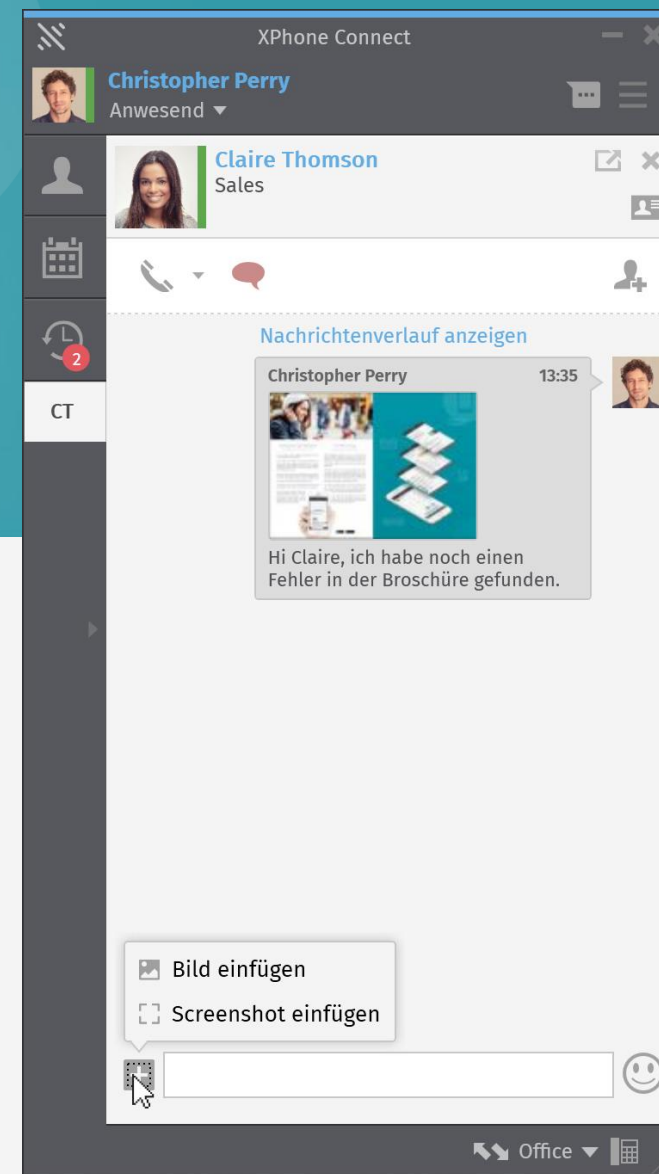 XPhone Connect
Christopher Perry
Anwesend
Claire Thomson
Sales
2
CT
Nachrichtenverlauf anzeigen
Christopher Perry 13:35
Hi Claire, ich habe noch einen
Fehler in der Broschüre gefunden.
Bild einfügen
Screenshot einfügen
Office